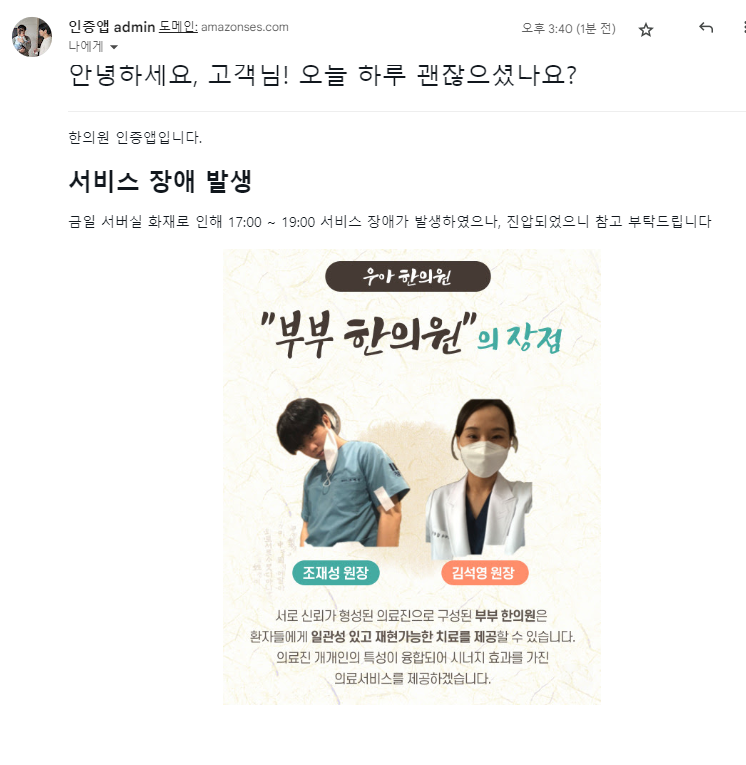 인증앱 admin 도메인: amazonses.com
오후 3:40 (1분 전)
나에게
안녕하세요, 고객님! 오늘 하루 괜찮으셨나요?
한의원 인증앱입니다.
서비스 장애 발생
금일 서버실 화재로 인해 17:00 ~ 19:00 서비스 장애가 발생하였으나, 진압되었으니 참고 부탁드립니다
우아 한의원
"부부 한의원"의 장점
조재성 원장
김석영 원장
서로 신뢰가 형성된 의료진으로 구성된 부부 한의원은
환자들에게 일관성 있고 재현가능한 치료를 제공할 수 있습니다.
의료진 개개인의 특성이 융합되어 시너지 효과를 가진
의료서비스를 제공하겠습니다.